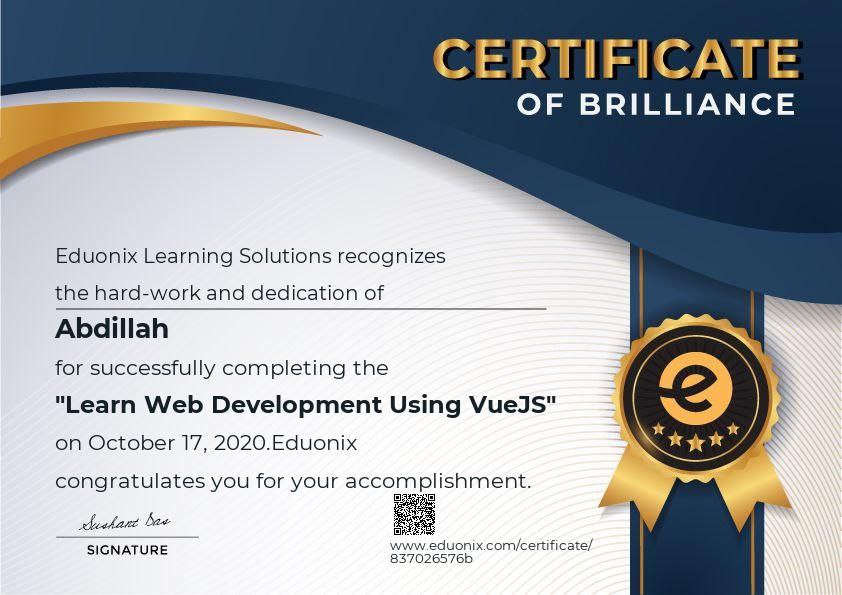 CERTIFICATE
OF BRILLIANCE
Eduonix Learning Solutions recognizes
the hard-work and dedication of
Abdillah
for successfully completing the
"Learn Web Development Using VueJS"
on October 17, 2020.Eduonix
congratulates you for your accomplishment.
Sushant Das
SIGNATURE
www.eduonix.com/certificate/
837026576b
e